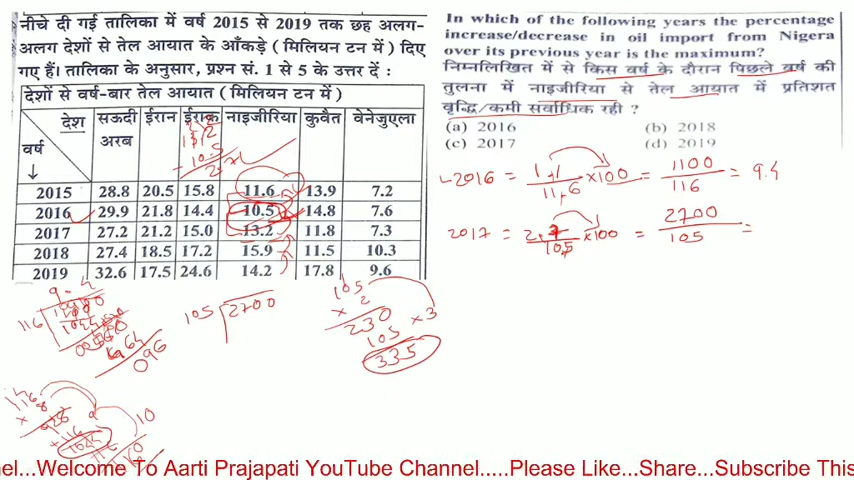 नीचे दी गई तालिका में वर्ष 2015 से 2019 तक छह अलग-
अलग देशों से तेल आयात के आँकड़े (मिलियन टन में) दिए
गए हैं। तालिका के अनुसार, प्रश्न सं. 1 से 5 के उत्तर दें :
देशों से वर्ष-बार तेल आयात (मिलियन टन में)
देश सऊदी ईरान ईराक नाइजीरिया कुवैत वेनेजुएला
अरब
वर्ष
↓
2015 28.8 20.5 15.8 11.6 13.9 7.2
2016 29.9 21.8 14.4 10.5 14.8 7.6
2017 27.2 21.2 15.0 13.2 11.8 7.3
2018 27.4 18.5 17.2 15.9 11.5 10.3
2019 32.6 17.5 24.6 14.2 17.8 9.6
116
105 2700
105
× 2
230
105 × 3
335
10
In which of the following years the percentage
increase/decrease in oil import from Nigera
over its previous year is the maximum?
निम्नलिखित में से किस वर्ष के दौरान पिछले वर्ष की
तुलना में नाइजीरिया से तेल आयात में प्रतिशत
वृद्धि/कमी सर्वाधिक रही ?
(a) 2016 (b) 2018
(c) 2017 (d) 2019
2016 = 1.1/11.6 ×100 = 1100/116 = 9.4
2017 = 2.7/10.5 ×100 = 2700/105 =
nel...Welcome To Aarti Prajapati YouTube Channel.....Please Like...Share...Subscribe This